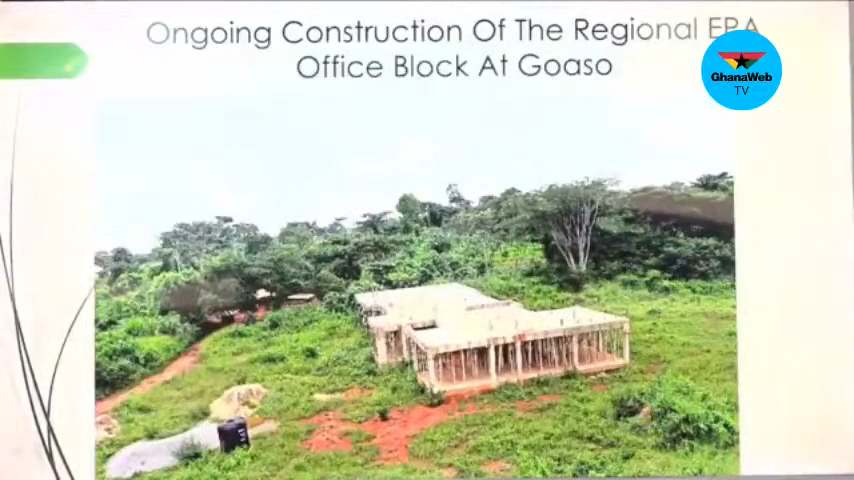 Ongoing Construction Of The Regional EPA
Office Block At Goaso
GhanaWeb
TV